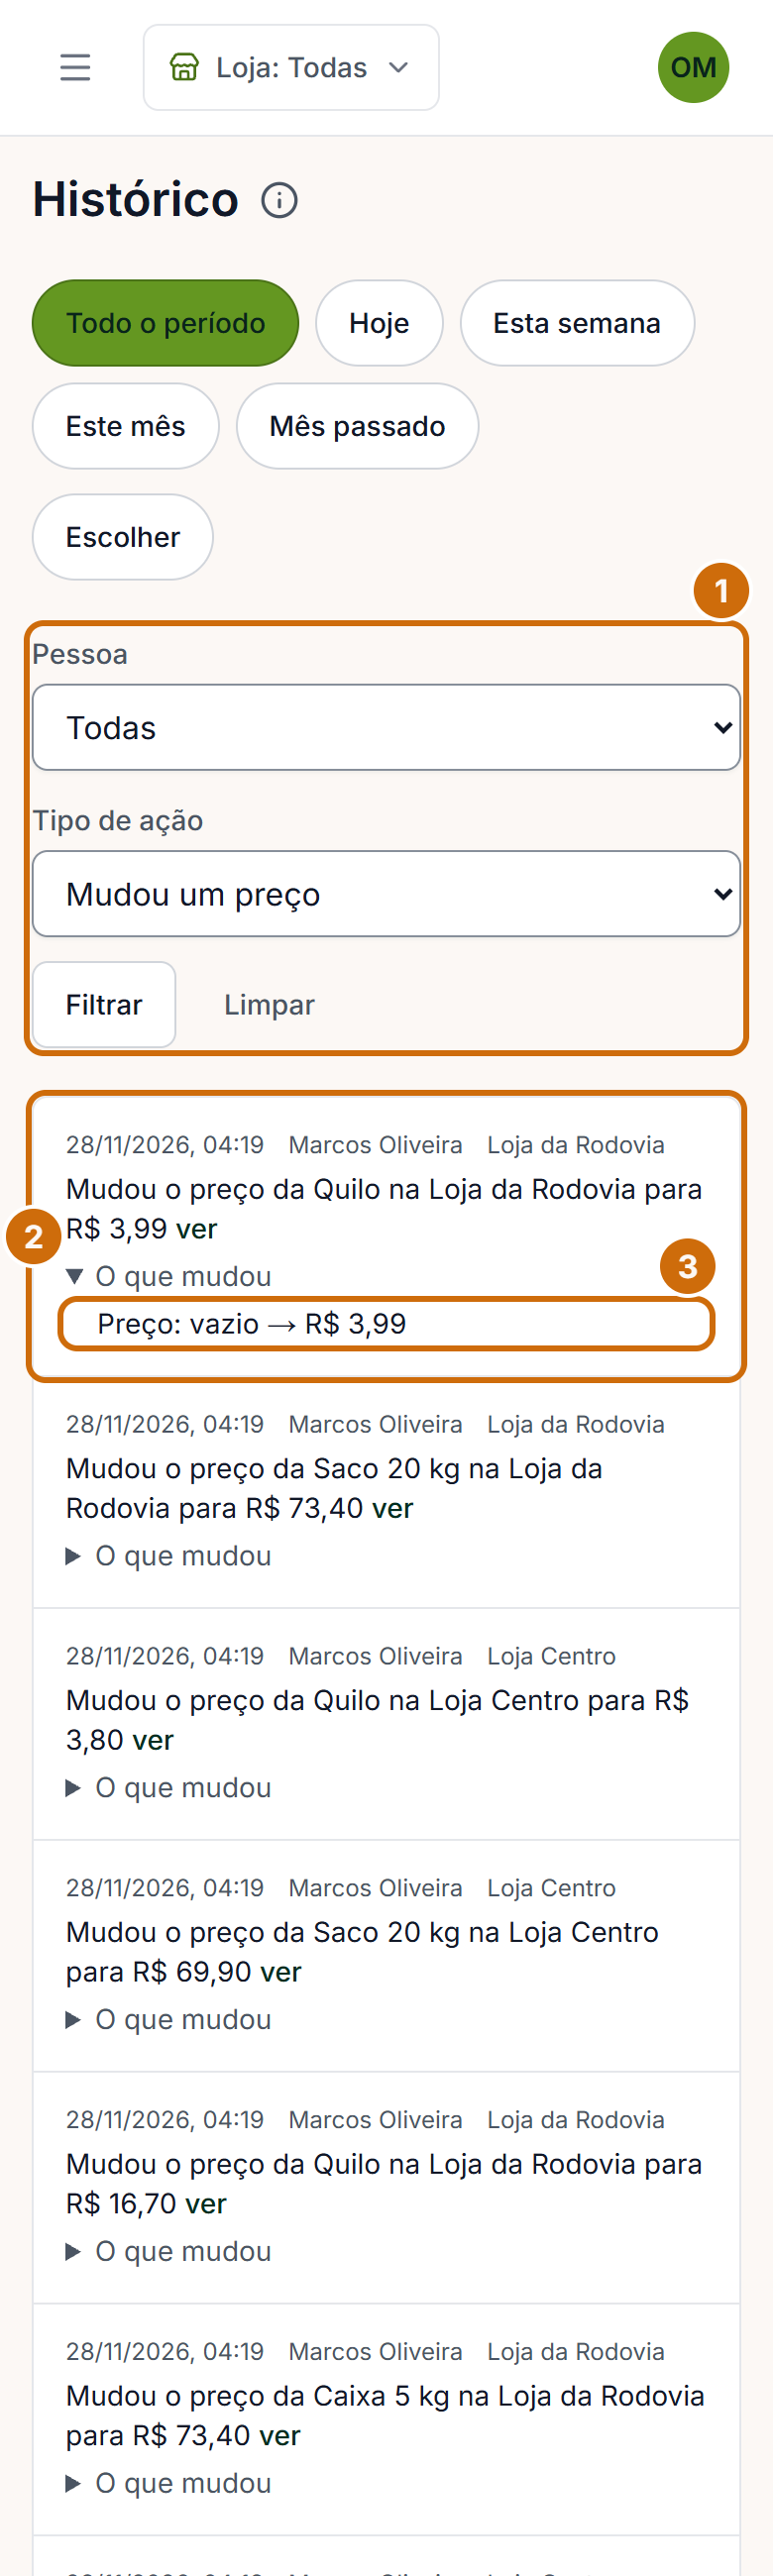 Loja: Todas
OM
Histórico
Todo o período
Hoje
Esta semana
Este mês
Mês passado
Escolher
1
Pessoa
Todas
Tipo de ação
Mudou um preço
Filtrar
Limpar
28/11/2026, 04:19 Marcos Oliveira Loja da Rodovia
Mudou o preço da Quilo na Loja da Rodovia para
2
R$ 3,99 ver
▼ O que mudou
3
Preço: vazio → R$ 3,99
28/11/2026, 04:19 Marcos Oliveira Loja da Rodovia
Mudou o preço da Saco 20 kg na Loja da
Rodovia para R$ 73,40 ver
▶ O que mudou
28/11/2026, 04:19 Marcos Oliveira Loja Centro
Mudou o preço da Quilo na Loja Centro para R$
3,80 ver
▶ O que mudou
28/11/2026, 04:19 Marcos Oliveira Loja Centro
Mudou o preço da Saco 20 kg na Loja Centro
para R$ 69,90 ver
▶ O que mudou
28/11/2026, 04:19 Marcos Oliveira Loja da Rodovia
Mudou o preço da Quilo na Loja da Rodovia para
R$ 16,70 ver
▶ O que mudou
28/11/2026, 04:19 Marcos Oliveira Loja da Rodovia
Mudou o preço da Caixa 5 kg na Loja da Rodovia
para R$ 73,40 ver
▶ O que mudou